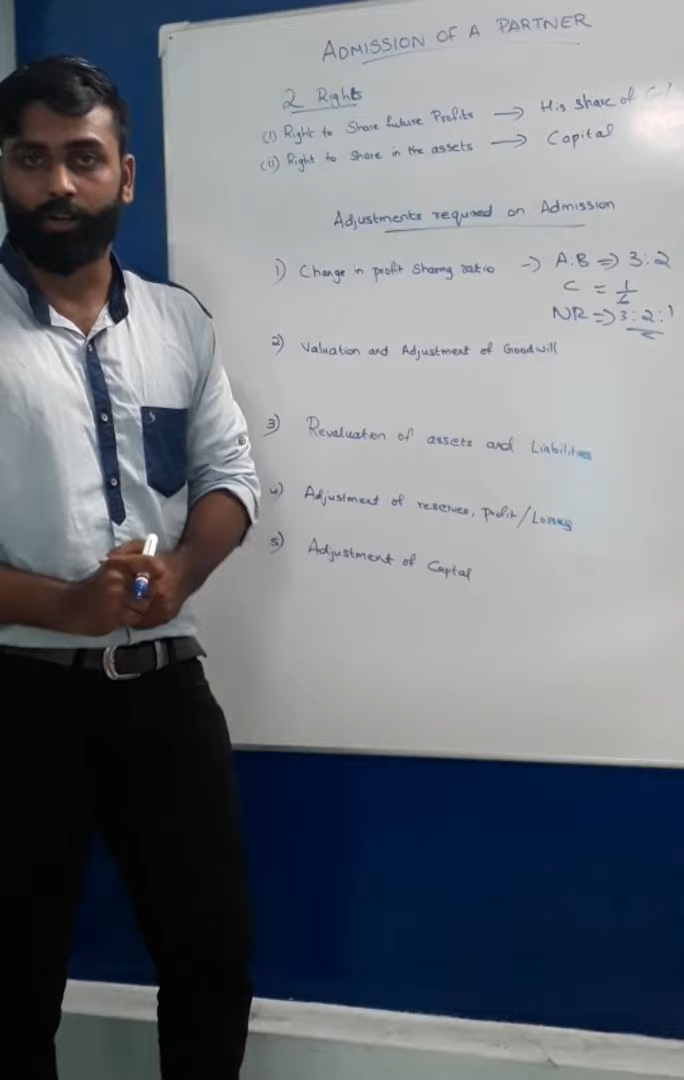 ADMISSION OF A PARTNER
2 Rights
(i) Right to Share future Profits → His share of
(ii) Right to Share in the assets → Capital
Adjustments required on Admission
1) Change in profit Sharing ratio → A:B ⇒ 3:2
C =
NR ⇒ 3:2:1
2) Valuation and Adjustment of Goodwill
3) Revaluation of assets and Liabilities
4) Adjustment of reserves, profit/Losses
5) Adjustment of Capital